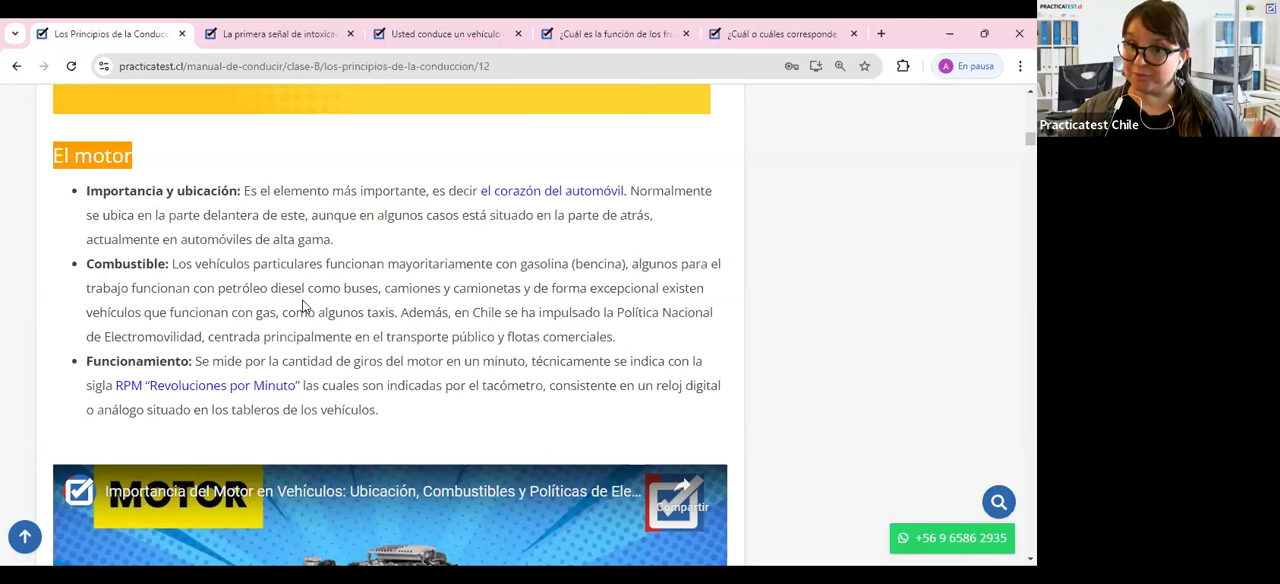 Los Principios de la Conducc
La primera señal de intoxica
Usted conduce un vehículo
¿Cuál es la función de los fre
¿Cuál o cuáles corresponde
practicatest.cl/manual-de-conducir/clase-B/los-principios-de-la-conduccion/12
A
En pausa
PRACTICATEST.cl
Practicatest Chile
El motor
Importancia y ubicación: Es el elemento más importante, es decir el corazón del automóvil. Normalmente
se ubica en la parte delantera de este, aunque en algunos casos está situado en la parte de atrás,
actualmente en automóviles de alta gama.
Combustible: Los vehículos particulares funcionan mayoritariamente con gasolina (bencina), algunos para el
trabajo funcionan con petróleo diesel como buses, camiones y camionetas y de forma excepcional existen
vehículos que funcionan con gas, como algunos taxis. Además, en Chile se ha impulsado la Política Nacional
de Electromovilidad, centrada principalmente en el transporte público y flotas comerciales.
Funcionamiento: Se mide por la cantidad de giros del motor en un minuto, técnicamente se indica con la
sigla RPM “Revoluciones por Minuto” las cuales son indicadas por el tacómetro, consistente en un reloj digital
o análogo situado en los tableros de los vehículos.
Importancia del Motor en Vehículos: Ubicación, Combustibles y Políticas de Ele...
MOTOR
Compartir
+56 9 6586 2935